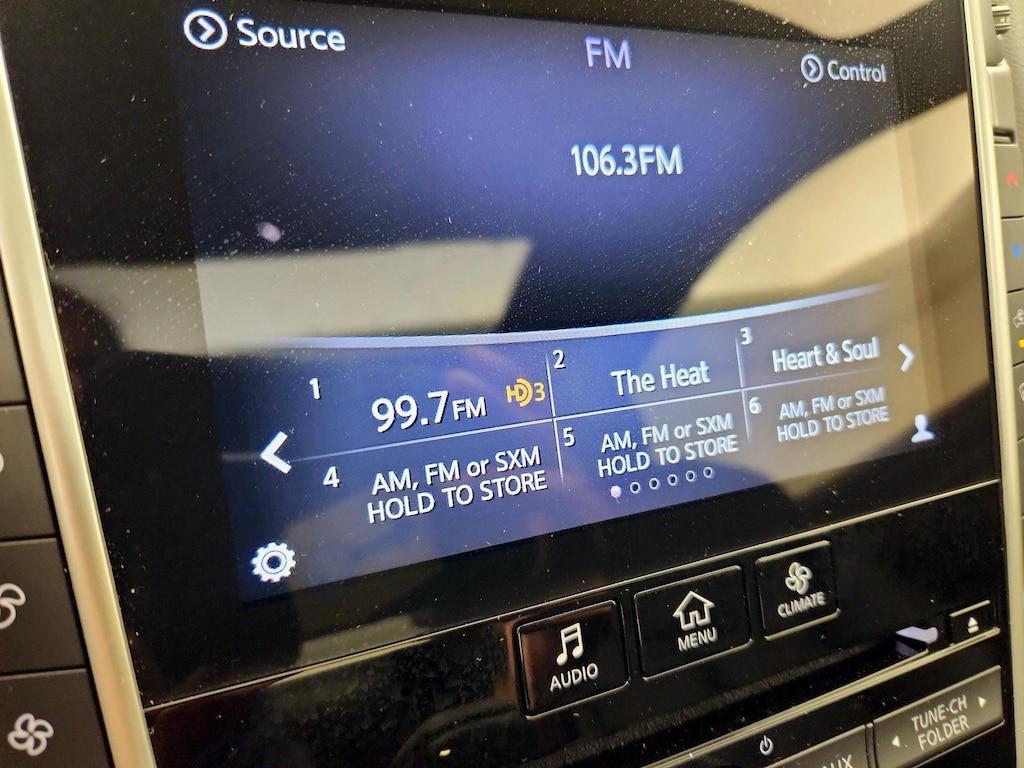 Source
FM
Control
106.3FM
1
99.7FM HD3
2
The Heat
3
Heart & Soul
4
AM, FM or SXM
HOLD TO STORE
5
AM, FM or SXM
HOLD TO STORE
6
AM, FM or SXM
HOLD TO STORE
AUDIO
MENU
CLIMATE
TUNE·CH
FOLDER